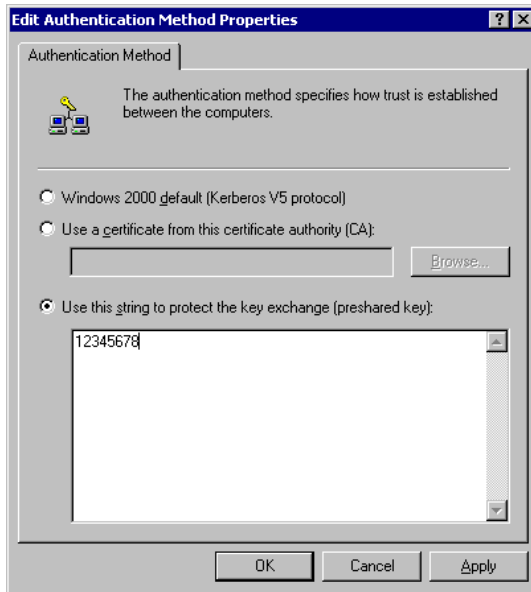 Edit Authentication Method Properties
Authentication Method
The authentication method specifies how trust is established
between the computers.
Windows 2000 default (Kerberos V5 protocol)
Use a certificate from this certificate authority (CA):
Browse...
Use this string to protect the key exchange (preshared key):
12345678
OK Cancel Apply